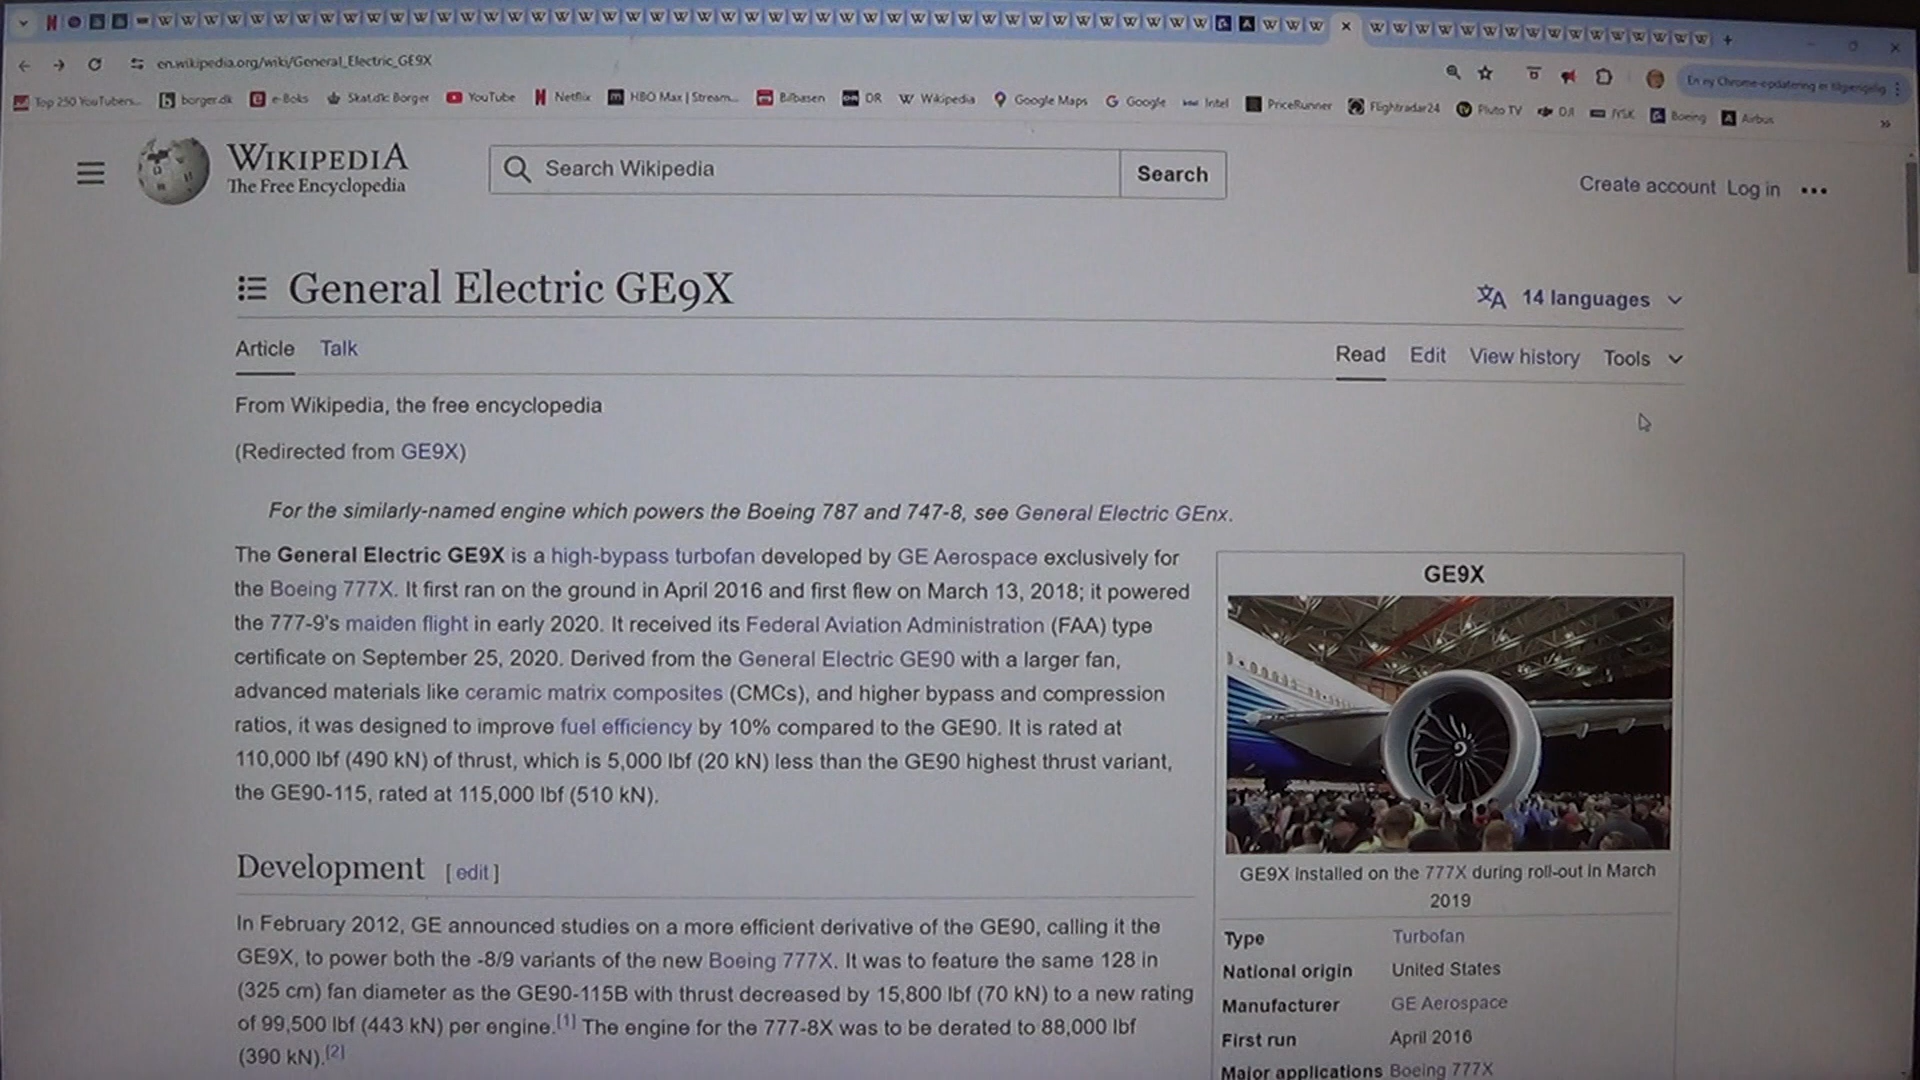 en.wikipedia.org/wiki/General_Electric_GE9X
En ny Chrome-opdatering er tilgængelig
Top 250 YouTubers... borger.dk e-Boks Skat.dk: Borger YouTube Netflix HBO Max | Stream... Bilbasen DR Wikipedia Google Maps Google Intel PriceRunner Flightradar24 Pluto TV DJI JYSK Boeing Airbus
WIKIPEDIA
The Free Encyclopedia
Search Wikipedia
Search
Create account Log in
General Electric GE9X
14 languages
Article Talk
Read Edit View history Tools
From Wikipedia, the free encyclopedia
(Redirected from GE9X)
For the similarly-named engine which powers the Boeing 787 and 747-8, see General Electric GEnx.
The General Electric GE9X is a high-bypass turbofan developed by GE Aerospace exclusively for
the Boeing 777X. It first ran on the ground in April 2016 and first flew on March 13, 2018; it powered
the 777-9's maiden flight in early 2020. It received its Federal Aviation Administration (FAA) type
certificate on September 25, 2020. Derived from the General Electric GE90 with a larger fan,
advanced materials like ceramic matrix composites (CMCs), and higher bypass and compression
ratios, it was designed to improve fuel efficiency by 10% compared to the GE90. It is rated at
110,000 lbf (490 kN) of thrust, which is 5,000 lbf (20 kN) less than the GE90 highest thrust variant,
the GE90-115, rated at 115,000 lbf (510 kN).
Development [ edit ]
In February 2012, GE announced studies on a more efficient derivative of the GE90, calling it the
GE9X, to power both the -8/9 variants of the new Boeing 777X. It was to feature the same 128 in
(325 cm) fan diameter as the GE90-115B with thrust decreased by 15,800 lbf (70 kN) to a new rating
of 99,500 lbf (443 kN) per engine.[1] The engine for the 777-8X was to be derated to 88,000 lbf
(390 kN).[2]
GE9X
GE9X installed on the 777X during roll-out in March
2019
Type Turbofan
National origin United States
Manufacturer GE Aerospace
First run April 2016
Major applications Boeing 777X